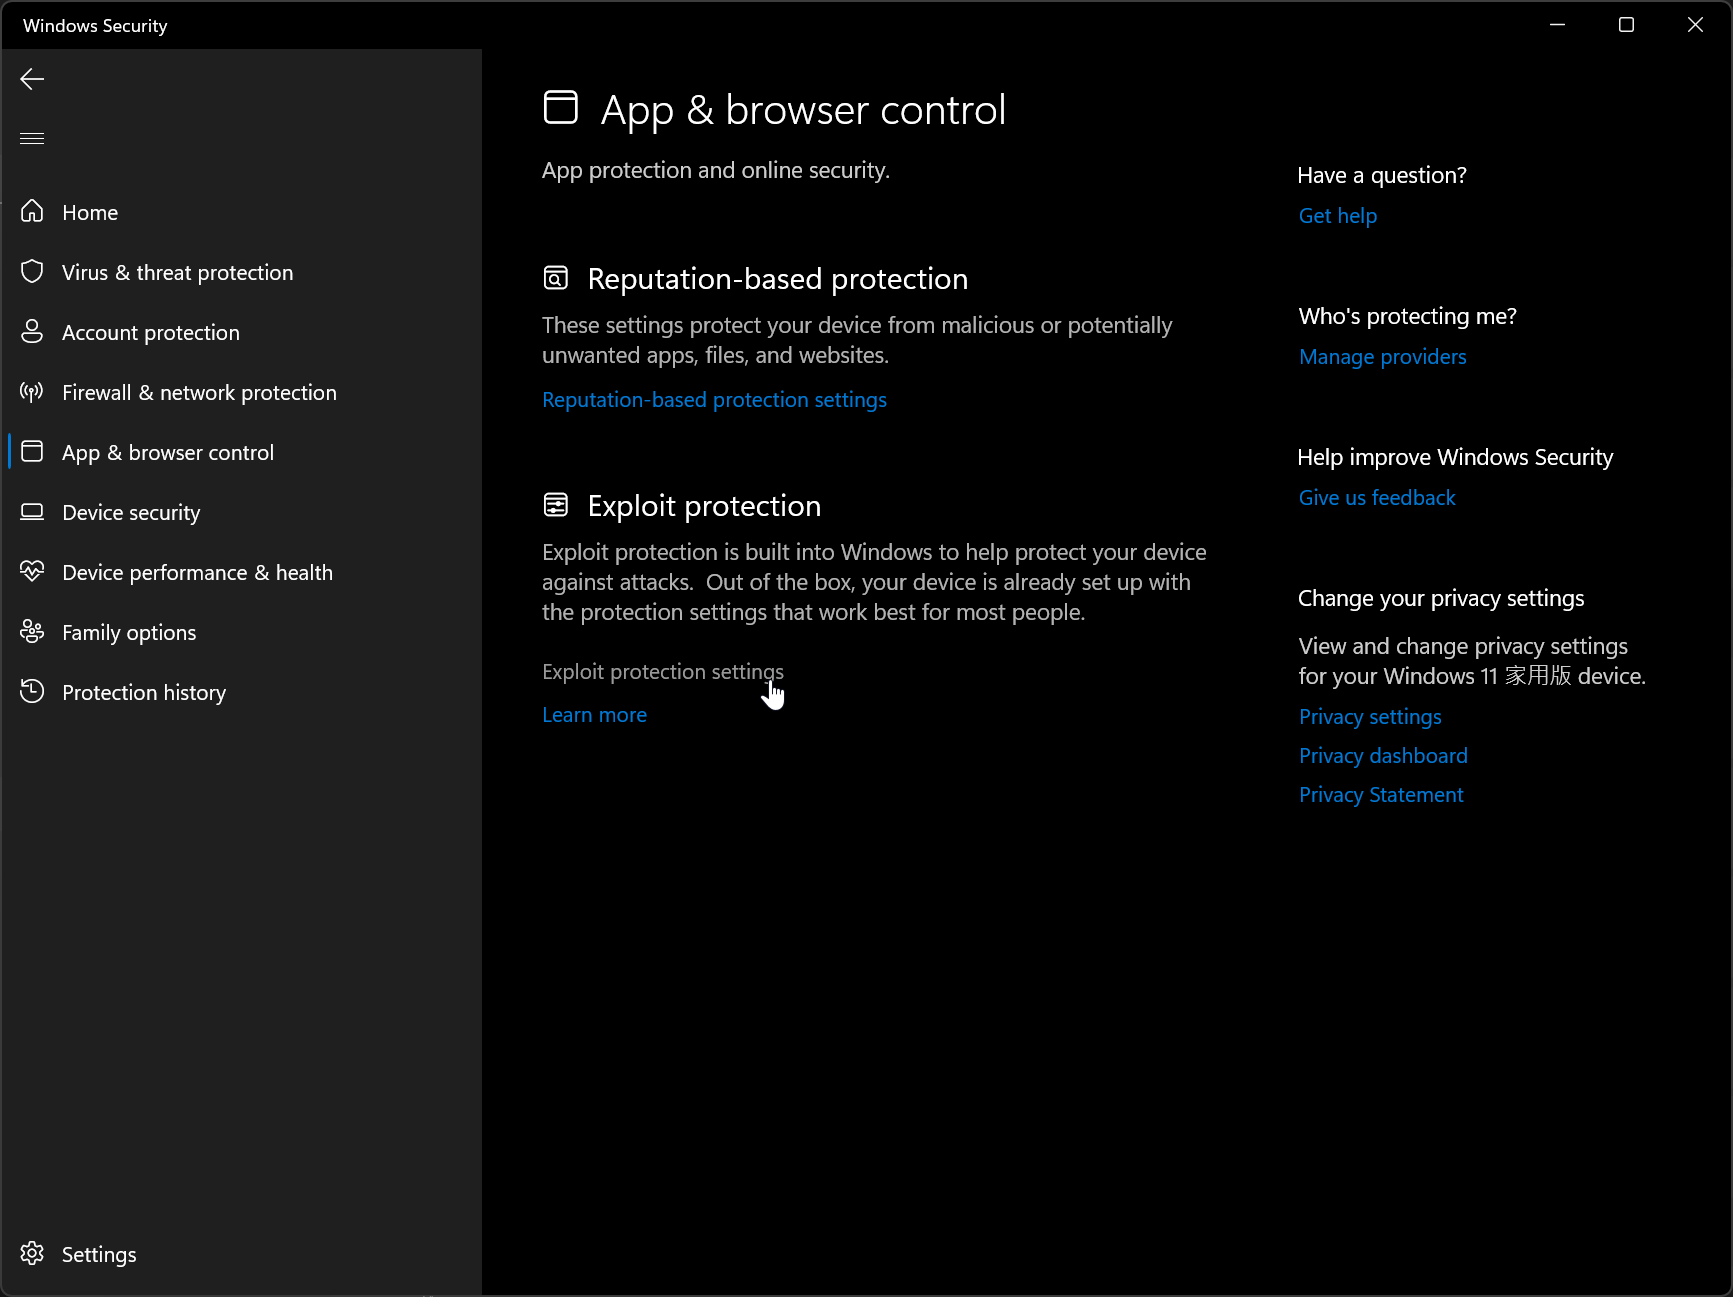 Windows Security
Home
Virus & threat protection
Account protection
Firewall & network protection
App & browser control
Device security
Device performance & health
Family options
Protection history
Settings
App & browser control
App protection and online security.
Reputation-based protection
These settings protect your device from malicious or potentially
unwanted apps, files, and websites.
Reputation-based protection settings
Exploit protection
Exploit protection is built into Windows to help protect your device
against attacks.  Out of the box, your device is already set up with
the protection settings that work best for most people.
Exploit protection settings
Learn more
Have a question?
Get help
Who's protecting me?
Manage providers
Help improve Windows Security
Give us feedback
Change your privacy settings
View and change privacy settings
for your Windows 11 家用版 device.
Privacy settings
Privacy dashboard
Privacy Statement